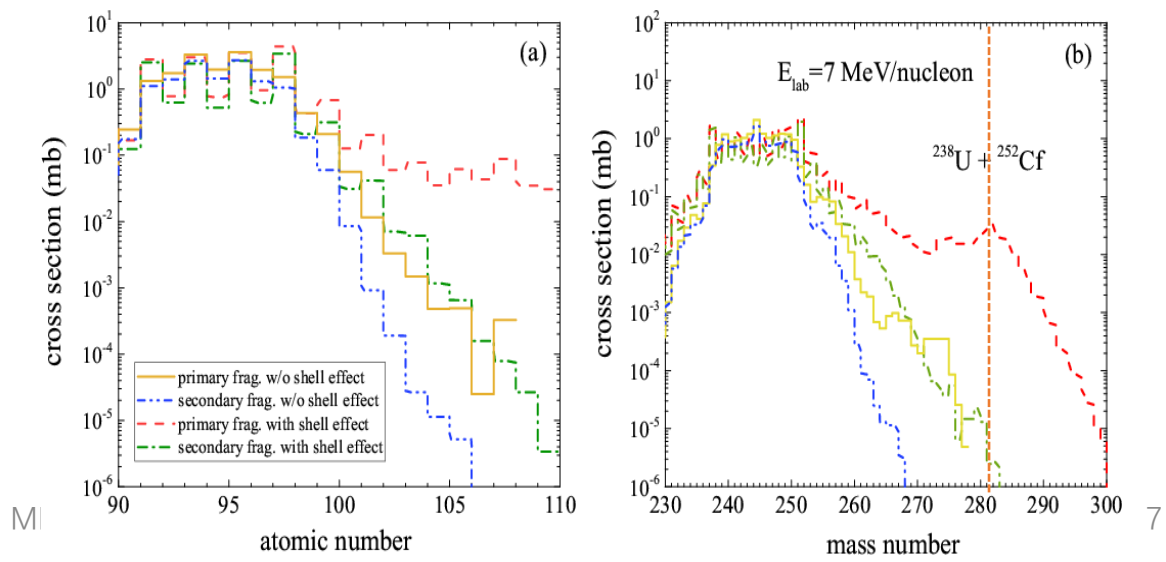 (a)
10¹
10⁰
10⁻¹
10⁻²
10⁻³
10⁻⁴
10⁻⁵
10⁻⁶
cross section (mb)
primary frag. w/o shell effect
secondary frag. w/o shell effect
primary frag. with shell effect
secondary frag. with shell effect
90 95 100 105 110
atomic number
(b)
Eₗₐb=7 MeV/nucleon
²³⁸U + ²⁵²Cf
10²
10¹
10⁰
10⁻¹
10⁻²
10⁻³
10⁻⁴
10⁻⁵
10⁻⁶
cross section (mb)
230 240 250 260 270 280 290 300
mass number
7